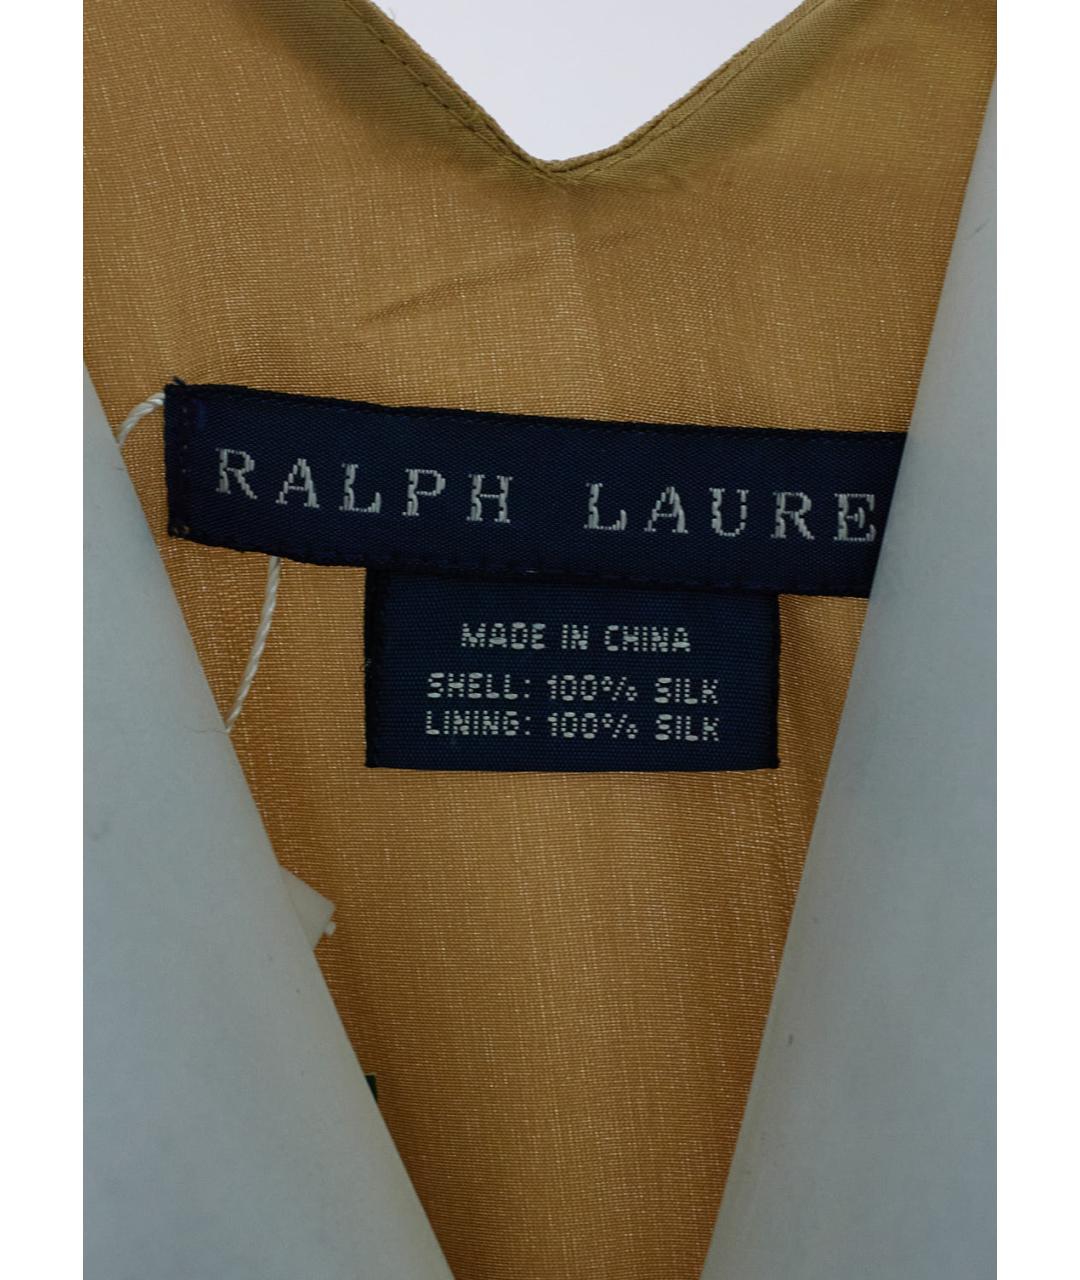 RALPH LAURE
MADE IN CHINA
SHELL: 100% SILK
LINING: 100% SILK